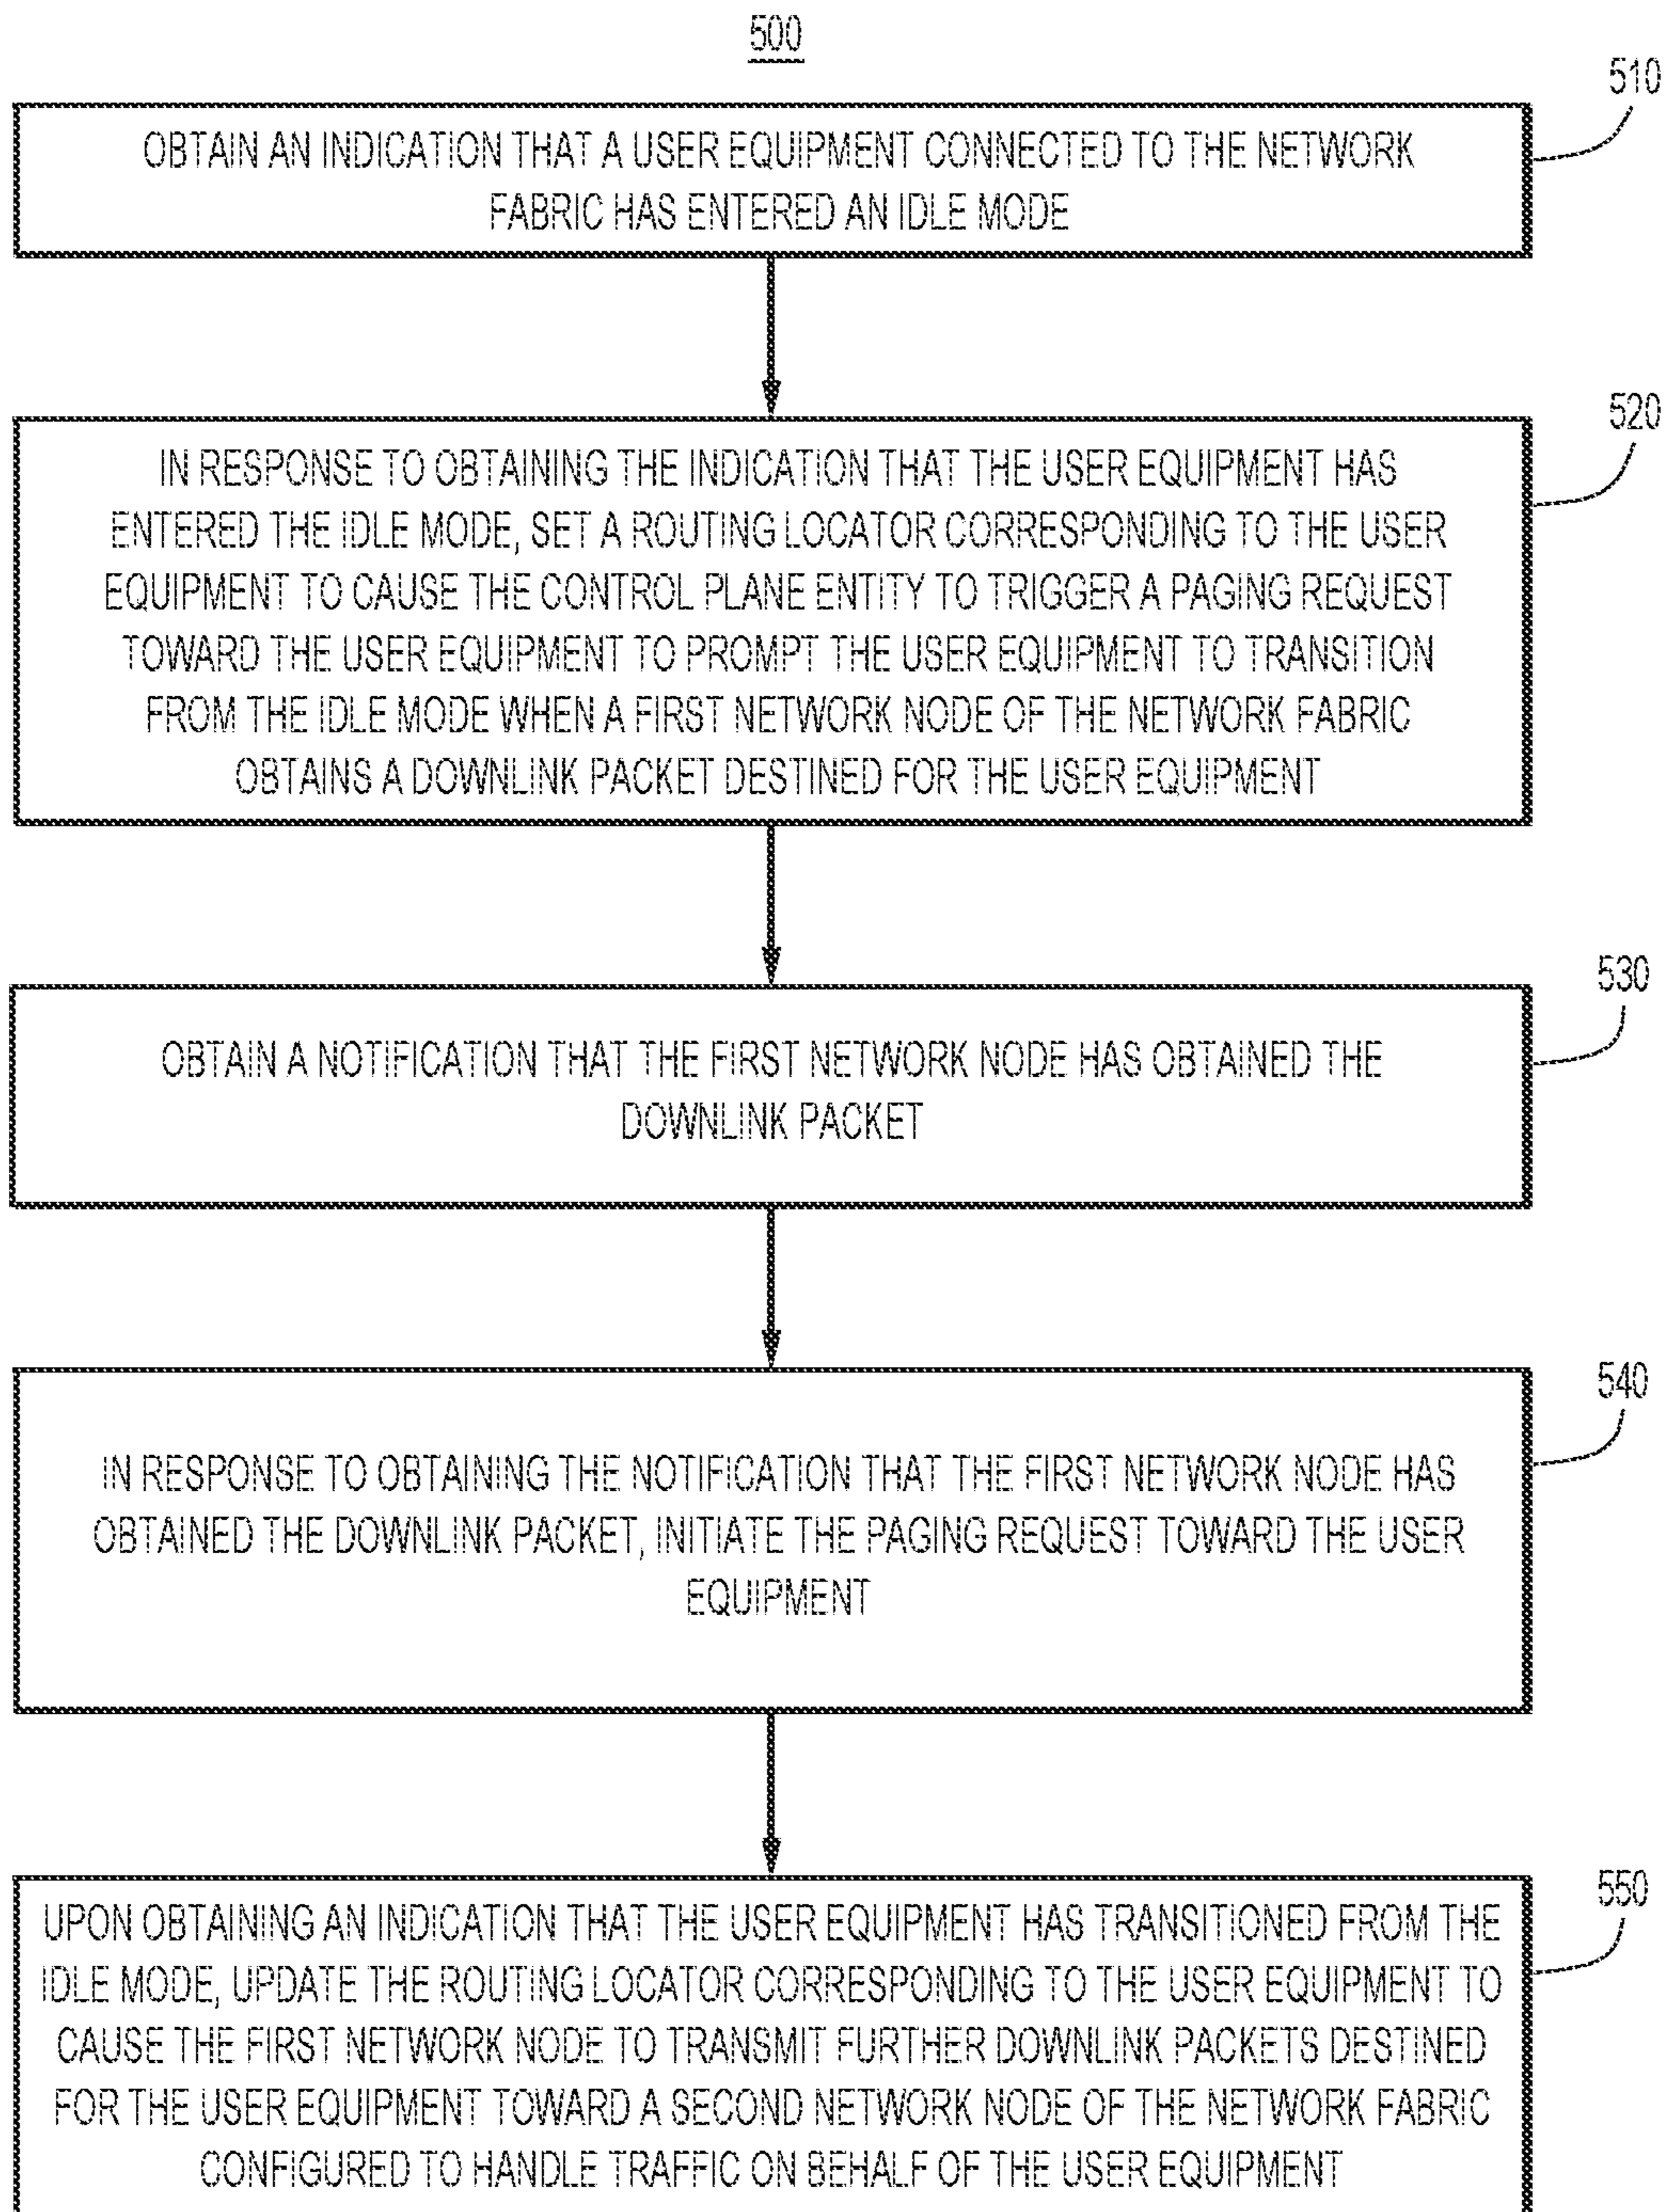 500
510
OBTAIN AN INDICATION THAT A USER EQUIPMENT CONNECTED TO THE NETWORK
FABRIC HAS ENTERED AN IDLE MODE
520
IN RESPONSE TO OBTAINING THE INDICATION THAT THE USER EQUIPMENT HAS
ENTERED THE IDLE MODE, SET A ROUTING LOCATOR CORRESPONDING TO THE USER
EQUIPMENT TO CAUSE THE CONTROL PLANE ENTITY TO TRIGGER A PAGING REQUEST
TOWARD THE USER EQUIPMENT TO PROMPT THE USER EQUIPMENT TO TRANSITION
FROM THE IDLE MODE WHEN A FIRST NETWORK NODE OF THE NETWORK FABRIC
OBTAINS A DOWNLINK PACKET DESTINED FOR THE USER EQUIPMENT
530
OBTAIN A NOTIFICATION THAT THE FIRST NETWORK NODE HAS OBTAINED THE
DOWNLINK PACKET
540
IN RESPONSE TO OBTAINING THE NOTIFICATION THAT THE FIRST NETWORK NODE HAS
OBTAINED THE DOWNLINK PACKET, INITIATE THE PAGING REQUEST TOWARD THE USER
EQUIPMENT
550
UPON OBTAINING AN INDICATION THAT THE USER EQUIPMENT HAS TRANSITIONED FROM THE
IDLE MODE, UPDATE THE ROUTING LOCATOR CORRESPONDING TO THE USER EQUIPMENT TO
CAUSE THE FIRST NETWORK NODE TO TRANSMIT FURTHER DOWNLINK PACKETS DESTINED
FOR THE USER EQUIPMENT TOWARD A SECOND NETWORK NODE OF THE NETWORK FABRIC
CONFIGURED TO HANDLE TRAFFIC ON BEHALF OF THE USER EQUIPMENT